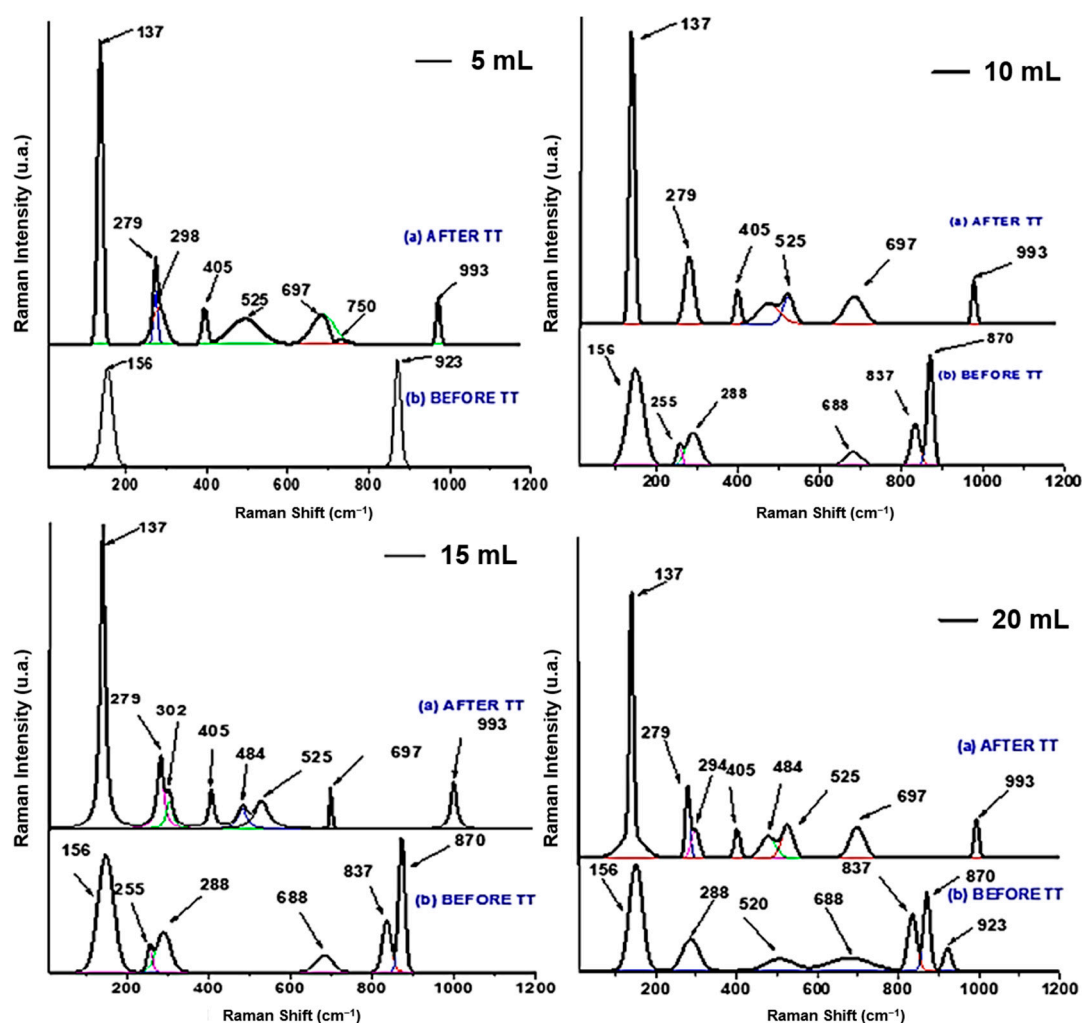 137
5 mL
279
298
(a) AFTER TT
405
525
697
750
993
156
923
(b) BEFORE TT
Raman Intensity (u.a.)
200 400 600 800 1000 1200
Raman Shift (cm⁻¹)
137
10 mL
279
405
525
(a) AFTER TT
697
993
870
156
255
288
(b) BEFORE TT
837
688
Raman Intensity (u.a.)
200 400 600 800 1000 1200
Raman Shift (cm⁻¹)
137
15 mL
279
302
(a) AFTER TT
405
484
525
697
993
870
156
255
288
688
837
(b) BEFORE TT
Raman Intensity (u.a.)
200 400 600 800 1000 1200
Raman Shift (cm⁻¹)
137
20 mL
279
294
405
484
525
(a) AFTER TT
697
993
156
288
520
688
837
870
(b) BEFORE TT
923
Raman Intensity (u.a.)
200 400 600 800 1000 1200
Raman Shift (cm⁻¹)